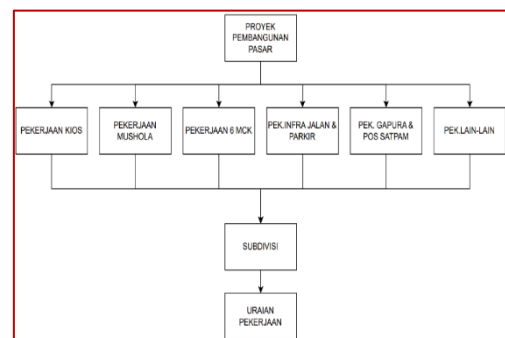 PROYEK
PEMBANGUNAN
PASAR
PEKERJAAN KIOS
PEKERJAAN
MUSHOLA
PEKERJAAN 6 MCK
PEK.INFRA JALAN &
PARKIR
PEK. GAPURA &
POS SATPAM
PEK.LAIN-LAIN
SUBDIVISI
URAIAN
PEKERJAAN